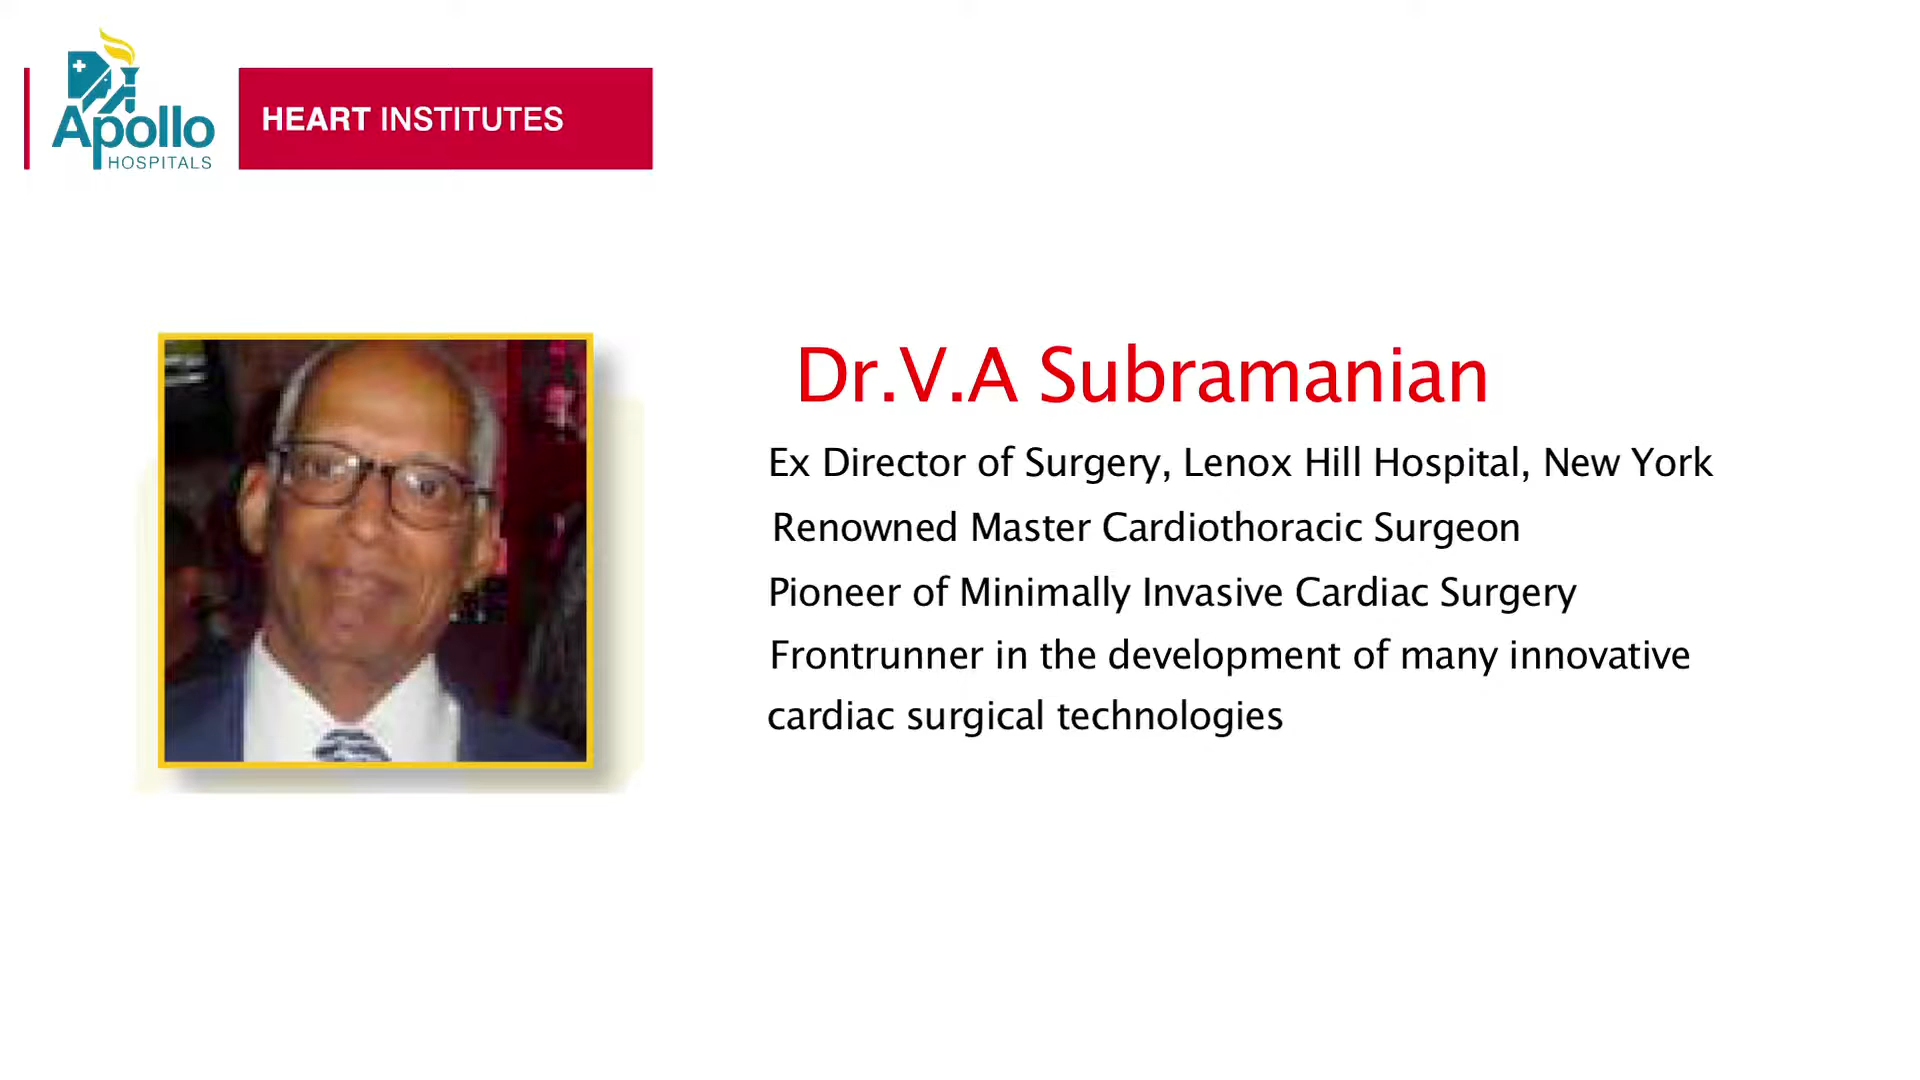 Apollo
HOSPITALS
HEART INSTITUTES
Dr.V.A Subramanian
Ex Director of Surgery, Lenox Hill Hospital, New York
Renowned Master Cardiothoracic Surgeon
Pioneer of Minimally Invasive Cardiac Surgery
Frontrunner in the development of many innovative
cardiac surgical technologies